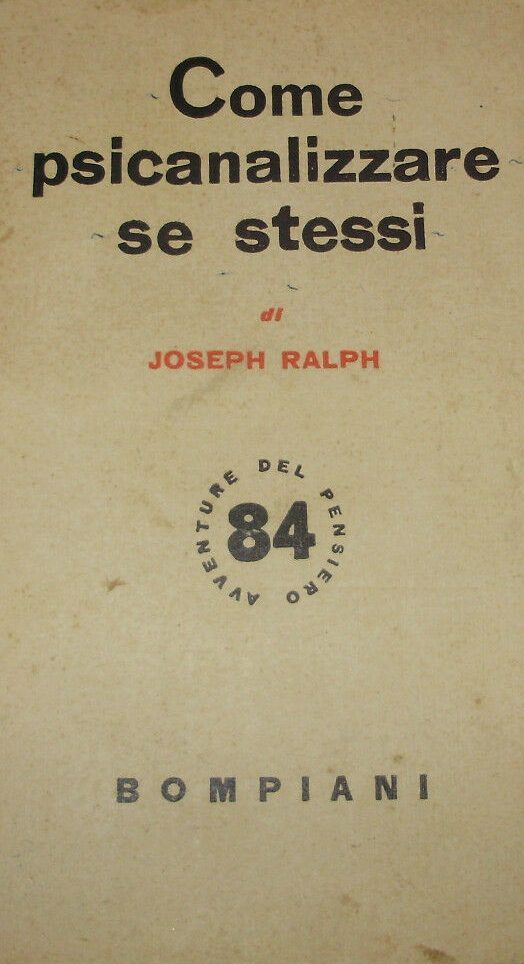 Come
psicanalizzare
se stessi
di
JOSEPH RALPH
AVVENTURE DEL PENSIERO
84
BOMPIANI